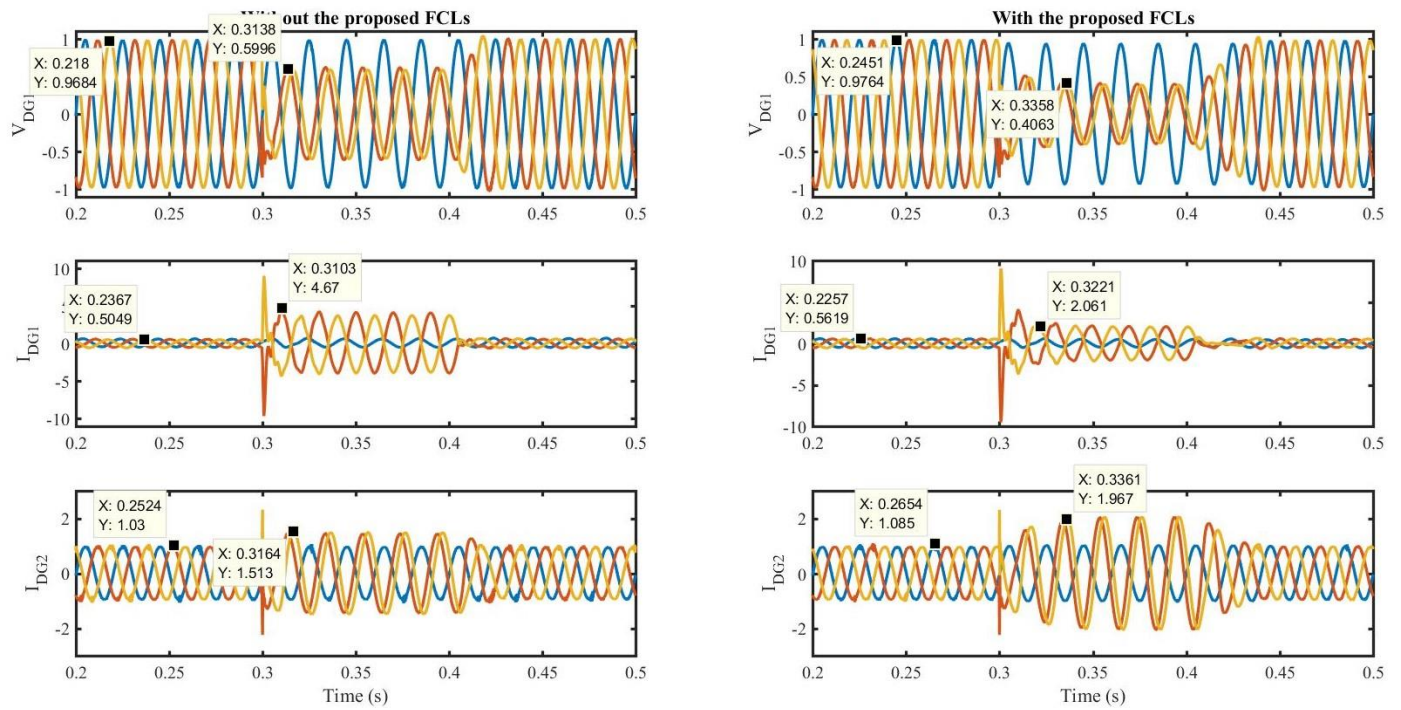 Without the proposed FCLs
X: 0.3138
Y: 0.5996
X: 0.218
Y: 0.9684
V_DG1
1
0.5
0
-0.5
-1
0.2 0.25 0.3 0.35 0.4 0.45 0.5
With the proposed FCLs
X: 0.2451
Y: 0.9764
X: 0.3358
Y: 0.4063
V_DG1
1
0.5
0
-0.5
-1
0.2 0.25 0.3 0.35 0.4 0.45 0.5
X: 0.3103
Y: 4.67
X: 0.2367
Y: 0.5049
I_DG1
10
0
-5
-10
0.2 0.25 0.3 0.35 0.4 0.45 0.5
X: 0.3221
Y: 2.061
X: 0.2257
Y: 0.5619
I_DG1
10
0
-5
-10
0.2 0.25 0.3 0.35 0.4 0.45 0.5
X: 0.2524
Y: 1.03
X: 0.3164
Y: 1.513
I_DG2
2
0
-2
0.2 0.25 0.3 0.35 0.4 0.45 0.5
Time (s)
X: 0.3361
Y: 1.967
X: 0.2654
Y: 1.085
I_DG2
2
0
-2
0.2 0.25 0.3 0.35 0.4 0.45 0.5
Time (s)